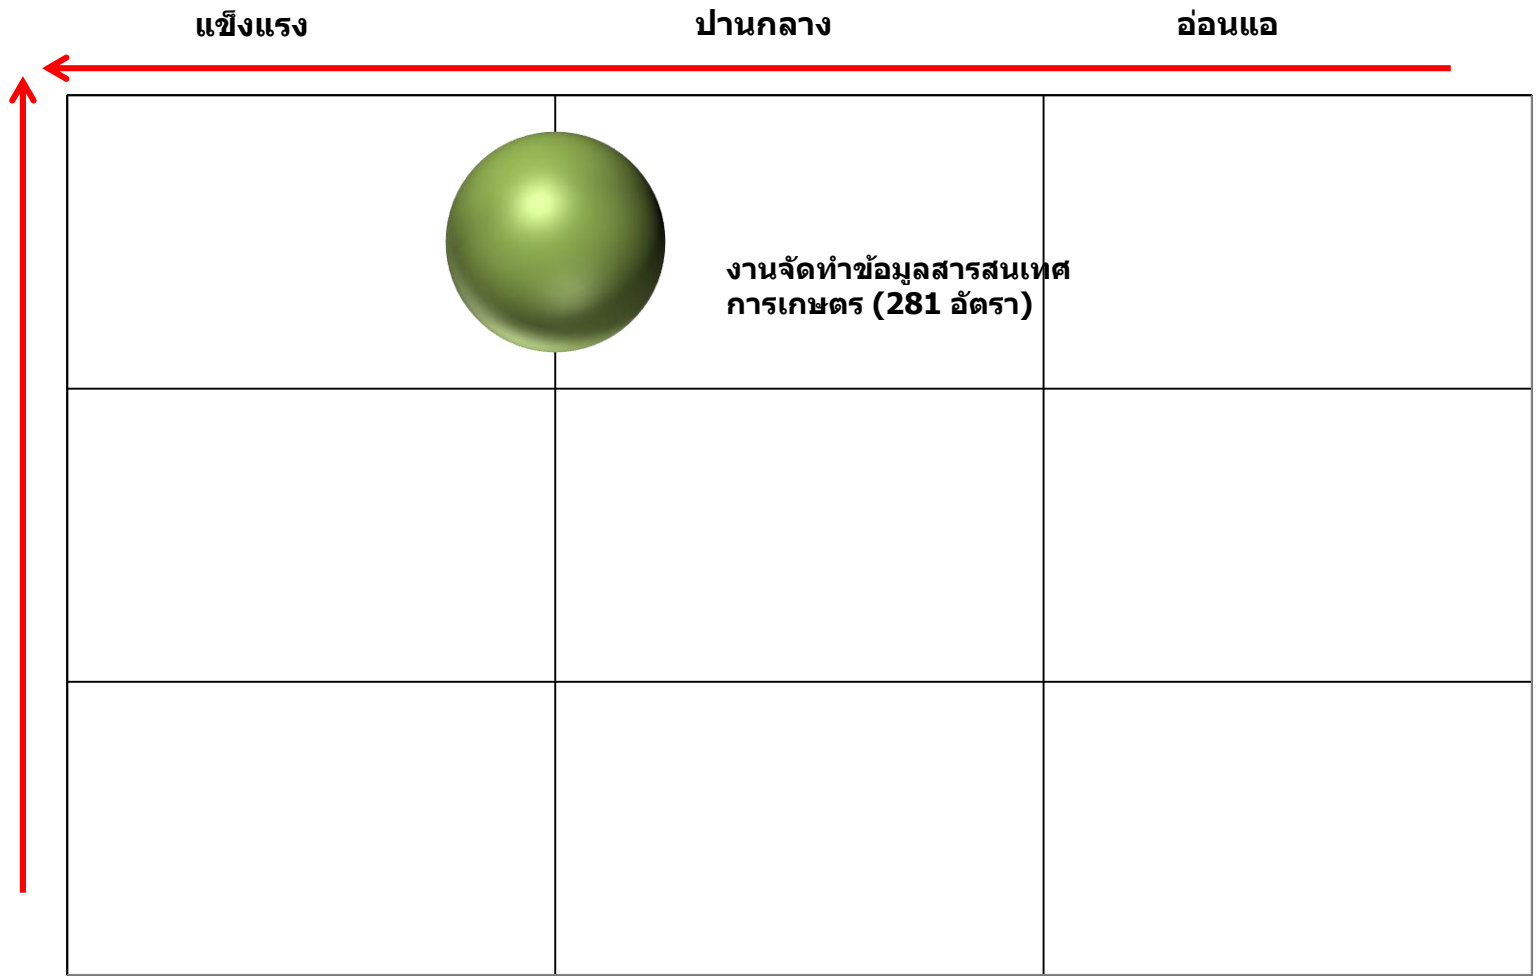 แข็งแรง
ปานกลาง
อ่อนแอ
งานจัดทำข้อมูลสารสนเทศ
การเกษตร (281 อัตรา)